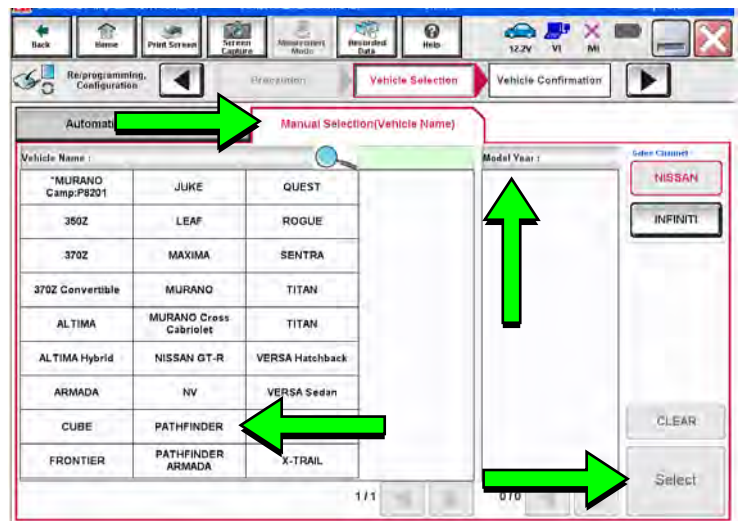 Back
Home
Print Screen
Screen
Capture
Measurement
Mode
Recorded
Data
Help
12.2V
VI
MI
Re/programming,
Configuration
Precaution
Vehicle Selection
Vehicle Confirmation
Manual Selection(Vehicle Name)
Vehicle Name :
Model Year :
Sales Channel
*MURANO
Camp:P8201
JUKE
QUEST
NISSAN
350Z
LEAF
ROGUE
INFINITI
370Z
MAXIMA
SENTRA
370Z Convertible
MURANO
TITAN
ALTIMA
MURANO Cross
Cabriolet
TITAN
ALTIMA Hybrid
NISSAN GT-R
VERSA Hatchback
ARMADA
NV
VERSA Sedan
CUBE
PATHFINDER
CLEAR
FRONTIER
PATHFINDER
ARMADA
X-TRAIL
Select
1/1
0/0